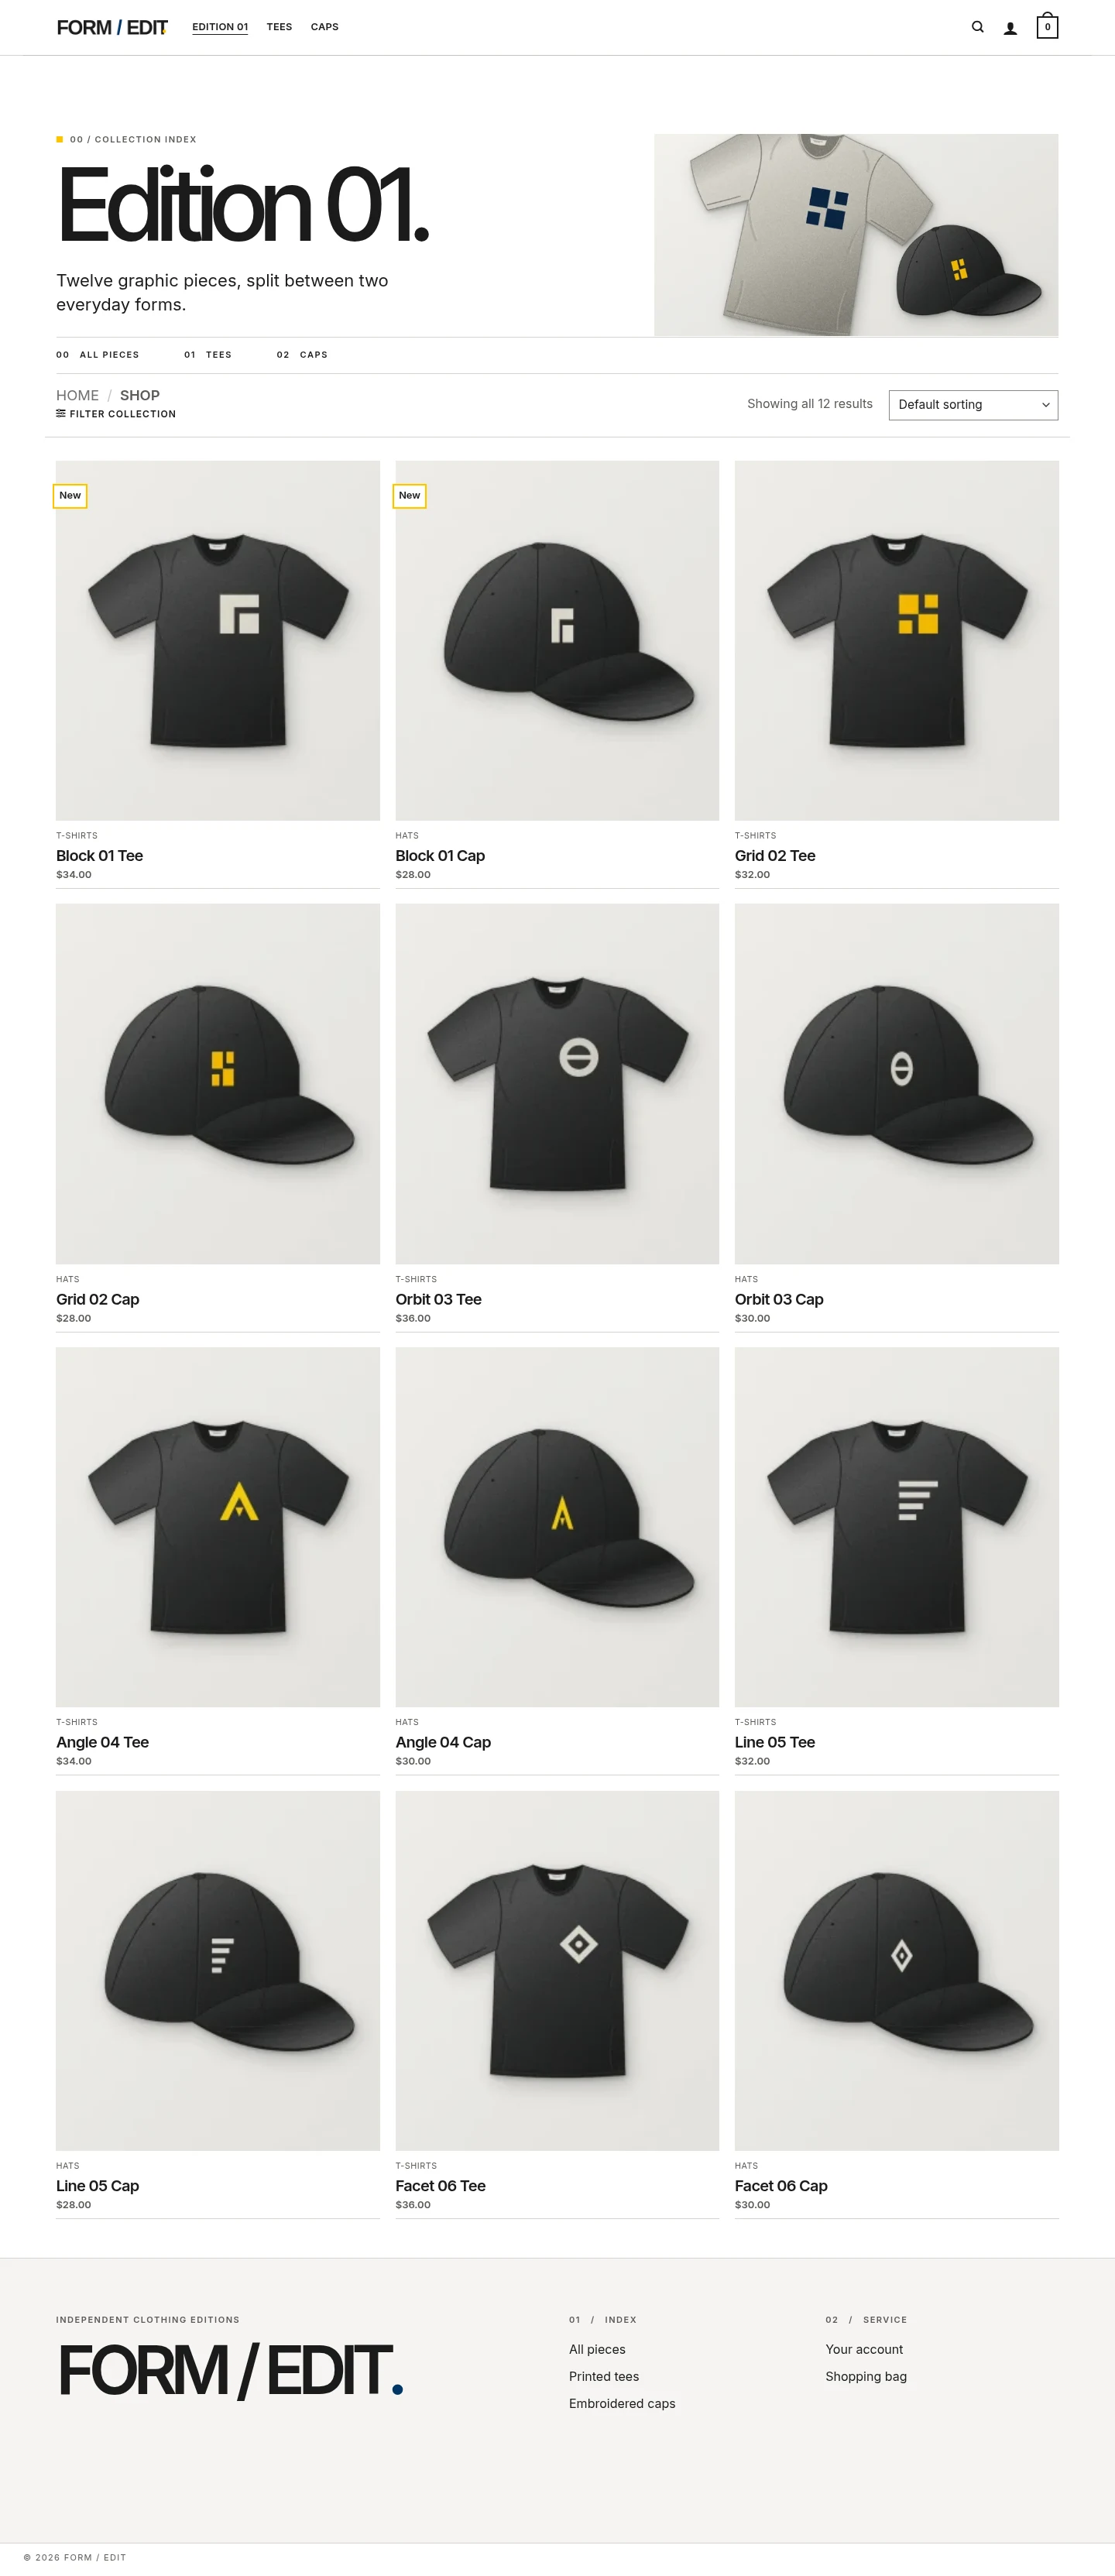 FORM / EDIT.
EDITION 01
TEES
CAPS
0
00 / COLLECTION INDEX
Edition 01.
Twelve graphic pieces, split between two
everyday forms.
00 ALL PIECES
01 TEES
02 CAPS
HOME / SHOP
FILTER COLLECTION
Showing all 12 results
Default sorting
New
New
T-SHIRTS
Block 01 Tee
$34.00
HATS
Block 01 Cap
$28.00
T-SHIRTS
Grid 02 Tee
$32.00
HATS
Grid 02 Cap
$28.00
T-SHIRTS
Orbit 03 Tee
$36.00
HATS
Orbit 03 Cap
$30.00
T-SHIRTS
Angle 04 Tee
$34.00
HATS
Angle 04 Cap
$30.00
T-SHIRTS
Line 05 Tee
$32.00
HATS
Line 05 Cap
$28.00
T-SHIRTS
Facet 06 Tee
$36.00
HATS
Facet 06 Cap
$30.00
INDEPENDENT CLOTHING EDITIONS
FORM / EDIT.
01 / INDEX
All pieces
Printed tees
Embroidered caps
02 / SERVICE
Your account
Shopping bag
© 2026 FORM / EDIT